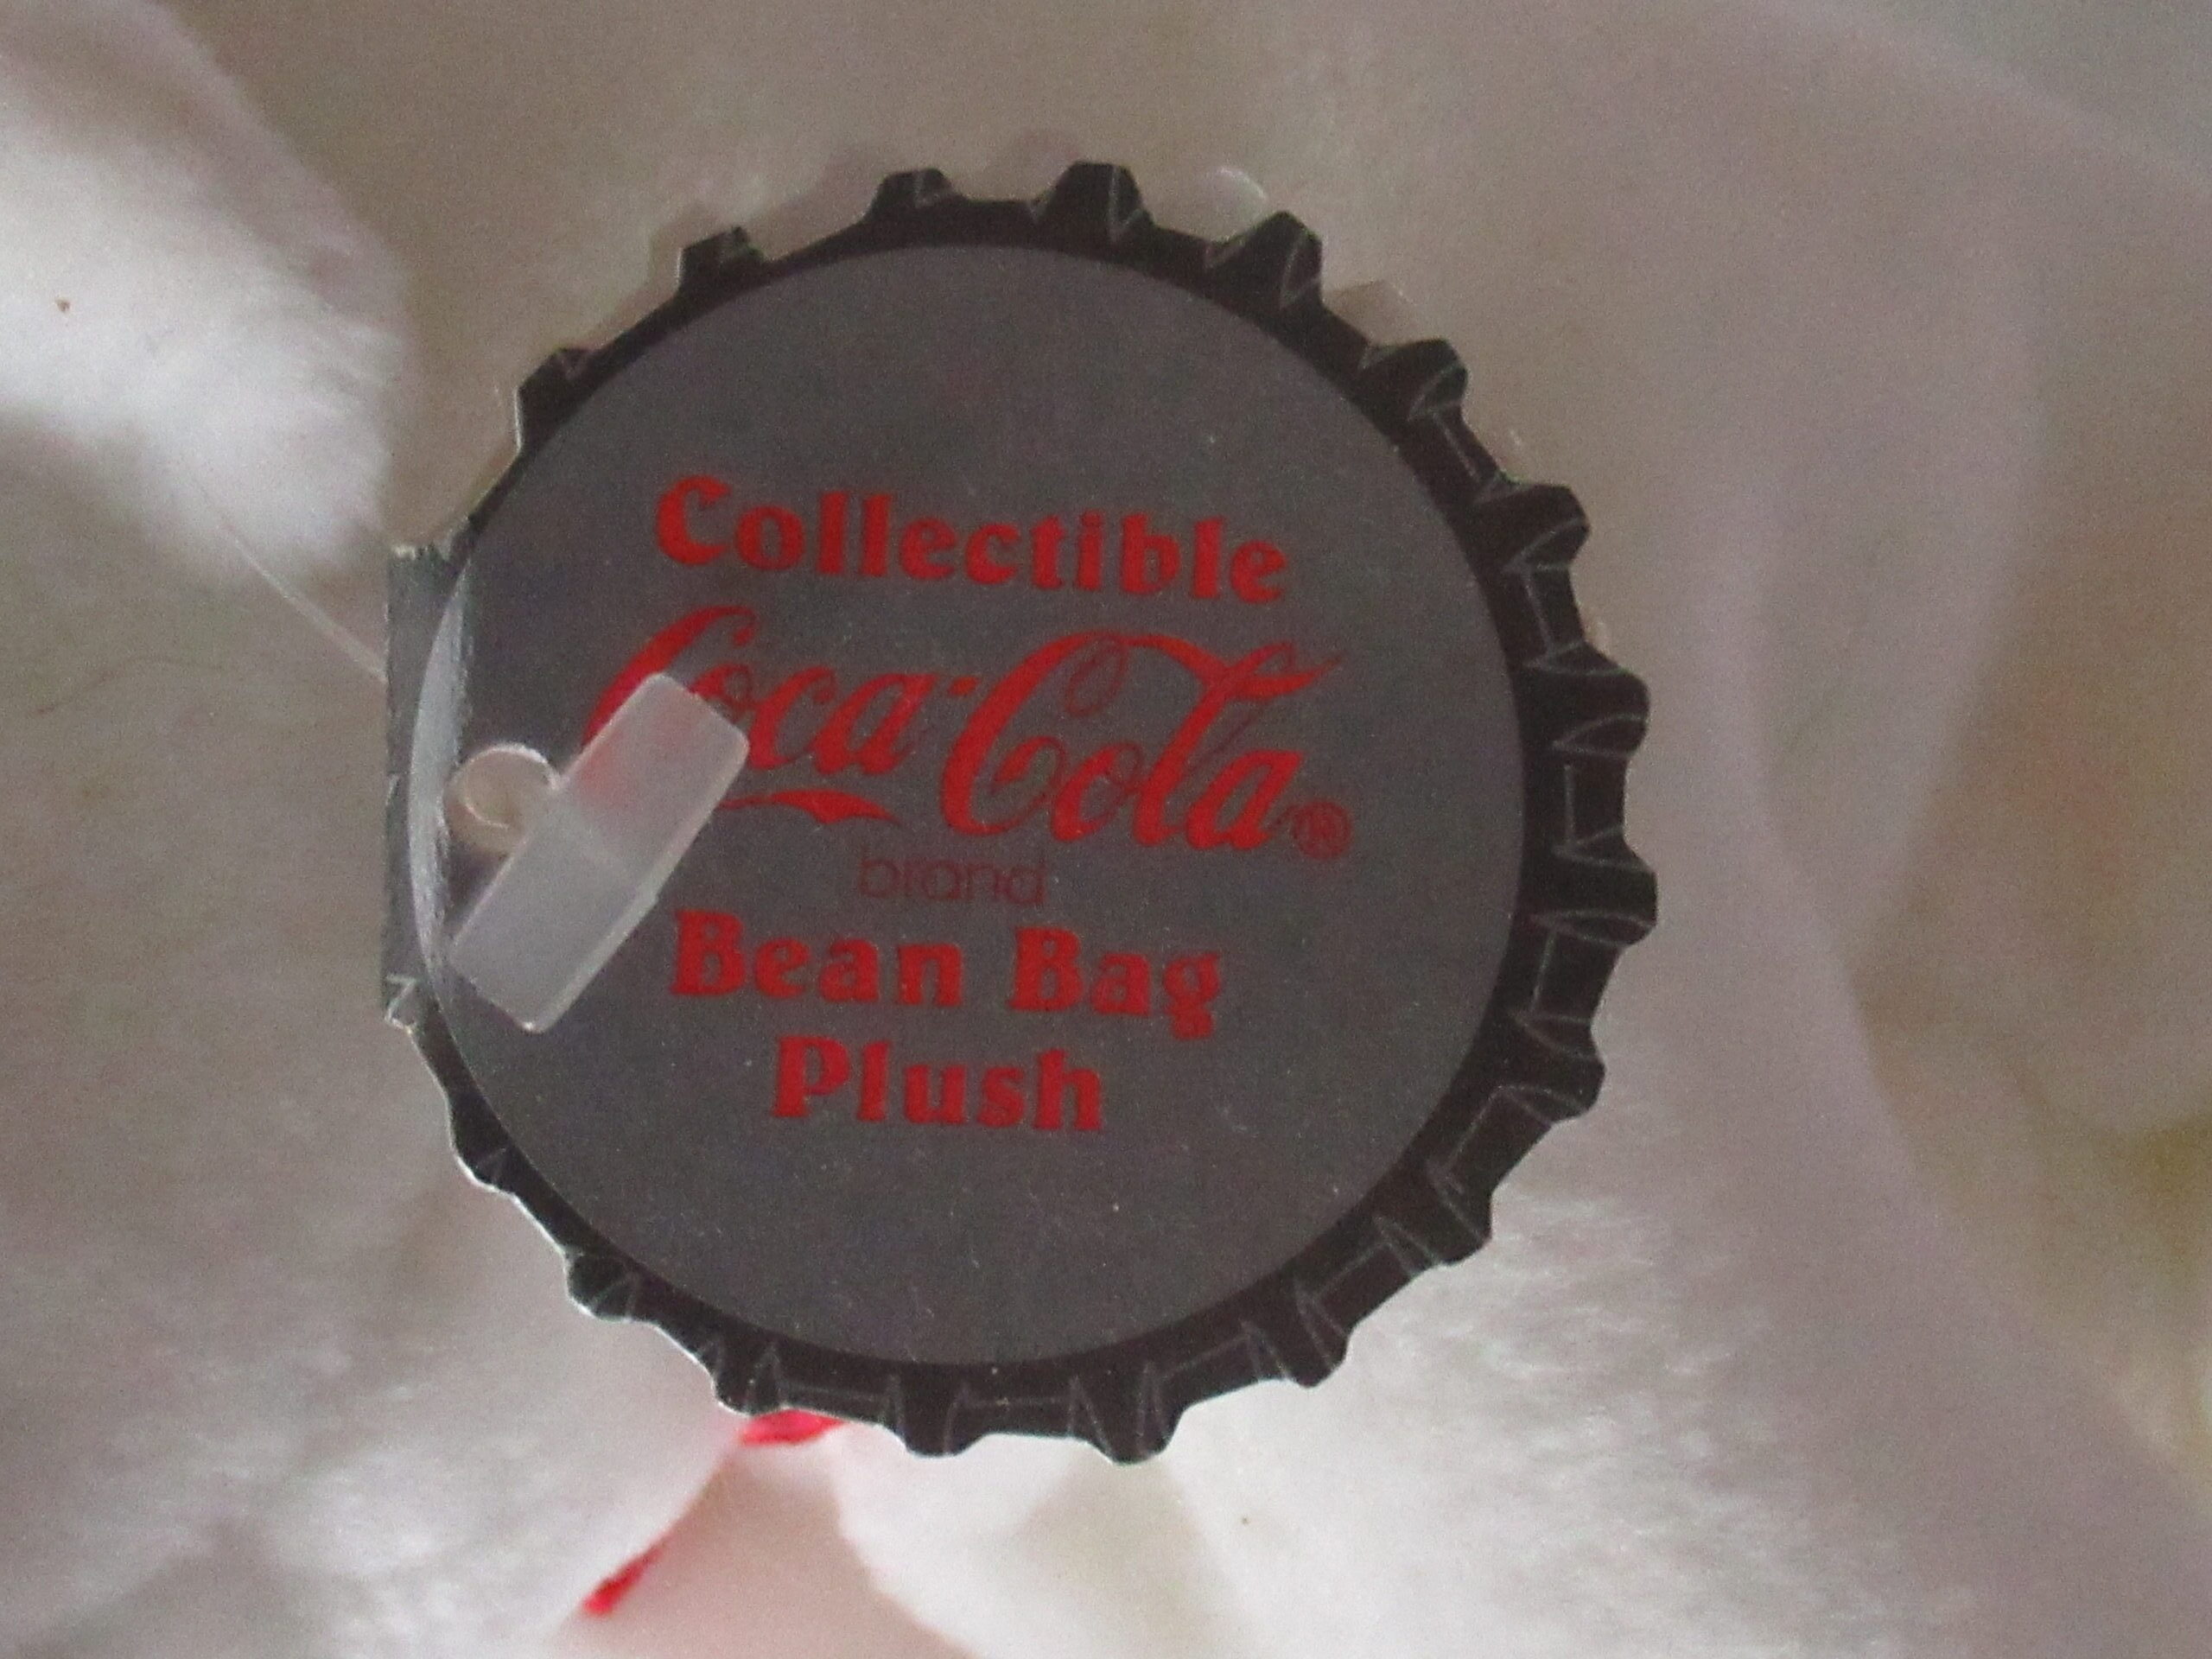 Collectible
Coca-Cola®
brand
Bean Bag
Plush